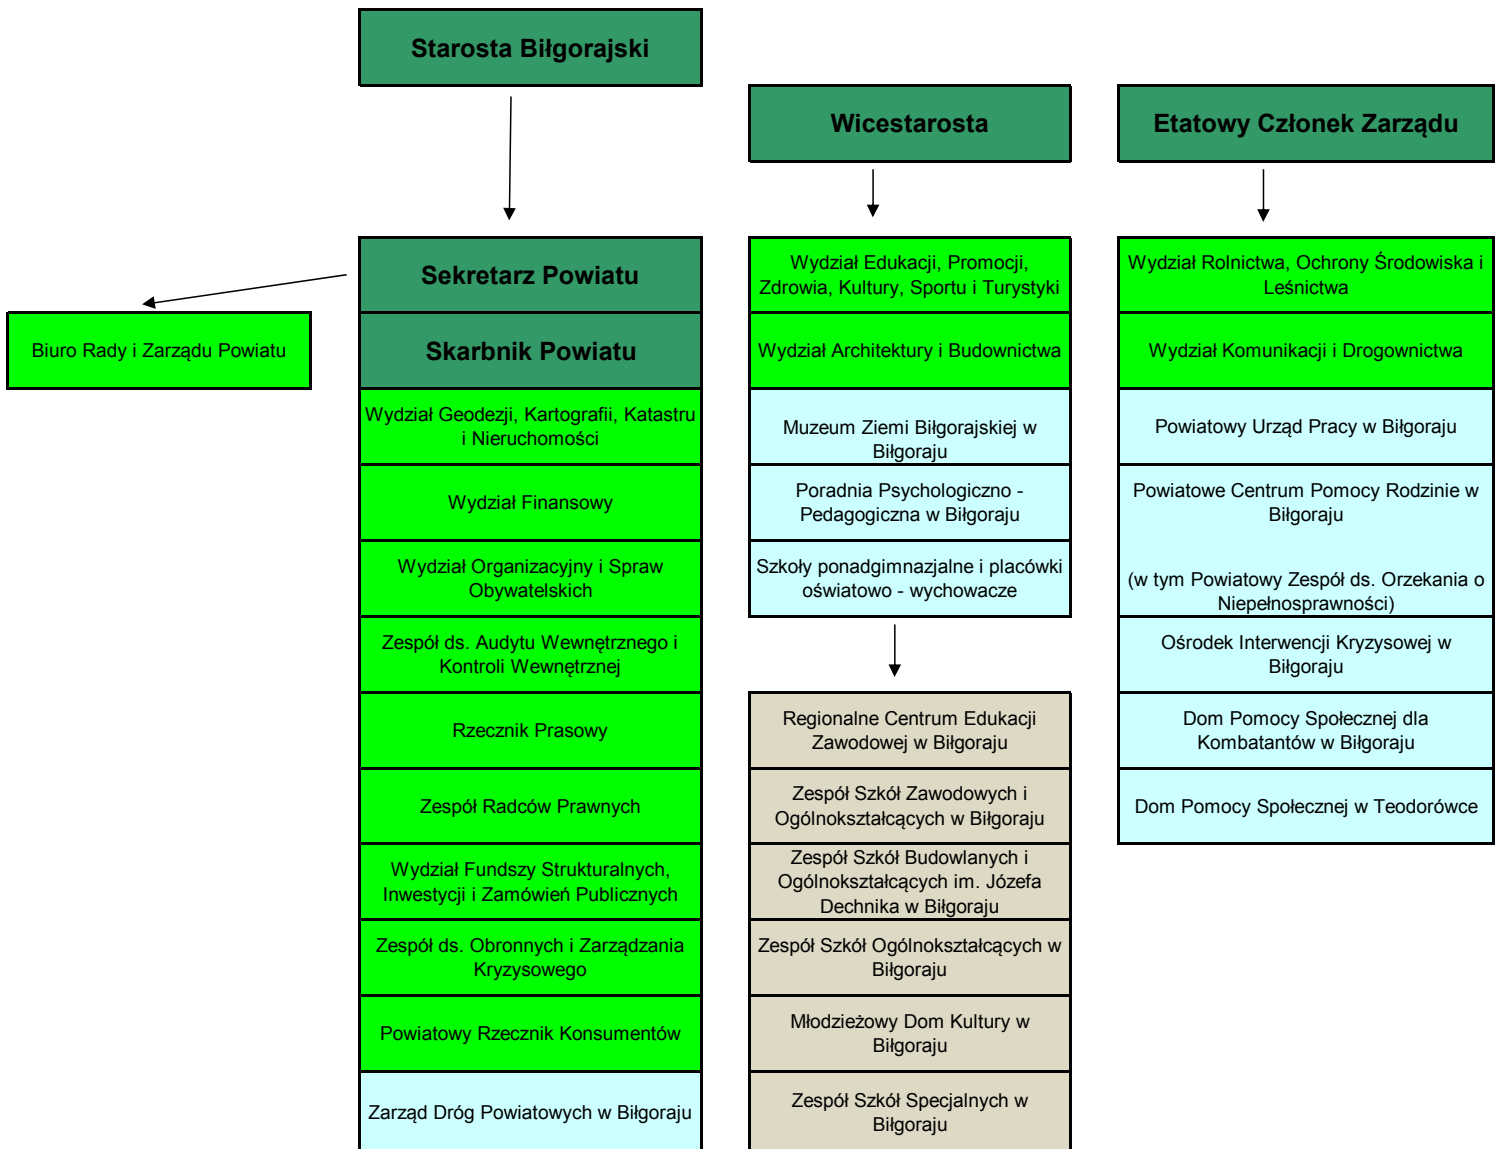 Starosta Biłgorajski
Wicestarosta
Etatowy Członek Zarządu
Sekretarz Powiatu
Skarbnik Powiatu
Biuro Rady i Zarządu Powiatu
Wydział Geodezji, Kartografii, Katastru
i Nieruchomości
Wydział Finansowy
Wydział Organizacyjny i Spraw
Obywatelskich
Zespół ds. Audytu Wewnętrznego i
Kontroli Wewnętrznej
Rzecznik Prasowy
Zespół Radców Prawnych
Wydział Fundszy Strukturalnych,
Inwestycji i Zamówień Publicznych
Zespół ds. Obronnych i Zarządzania
Kryzysowego
Powiatowy Rzecznik Konsumentów
Zarząd Dróg Powiatowych w Biłgoraju
Wydział Edukacji, Promocji,
Zdrowia, Kultury, Sportu i Turystyki
Wydział Architektury i Budownictwa
Muzeum Ziemi Biłgorajskiej w
Biłgoraju
Poradnia Psychologiczno -
Pedagogiczna w Biłgoraju
Szkoły ponadgimnazjalne i placówki
oświatowo - wychowacze
Regionalne Centrum Edukacji
Zawodowej w Biłgoraju
Zespół Szkół Zawodowych i
Ogólnokształcących w Biłgoraju
Zespół Szkół Budowlanych i
Ogólnokształcących im. Józefa
Dechnika w Biłgoraju
Zespół Szkół Ogólnokształcących w
Biłgoraju
Młodzieżowy Dom Kultury w
Biłgoraju
Zespół Szkół Specjalnych w
Biłgoraju
Wydział Rolnictwa, Ochrony Środowiska i
Leśnictwa
Wydział Komunikacji i Drogownictwa
Powiatowy Urząd Pracy w Biłgoraju
Powiatowe Centrum Pomocy Rodzinie w
Biłgoraju
(w tym Powiatowy Zespół ds. Orzekania o
Niepełnosprawności)
Ośrodek Interwencji Kryzysowej w
Biłgoraju
Dom Pomocy Społecznej dla
Kombatantów w Biłgoraju
Dom Pomocy Społecznej w Teodorówce